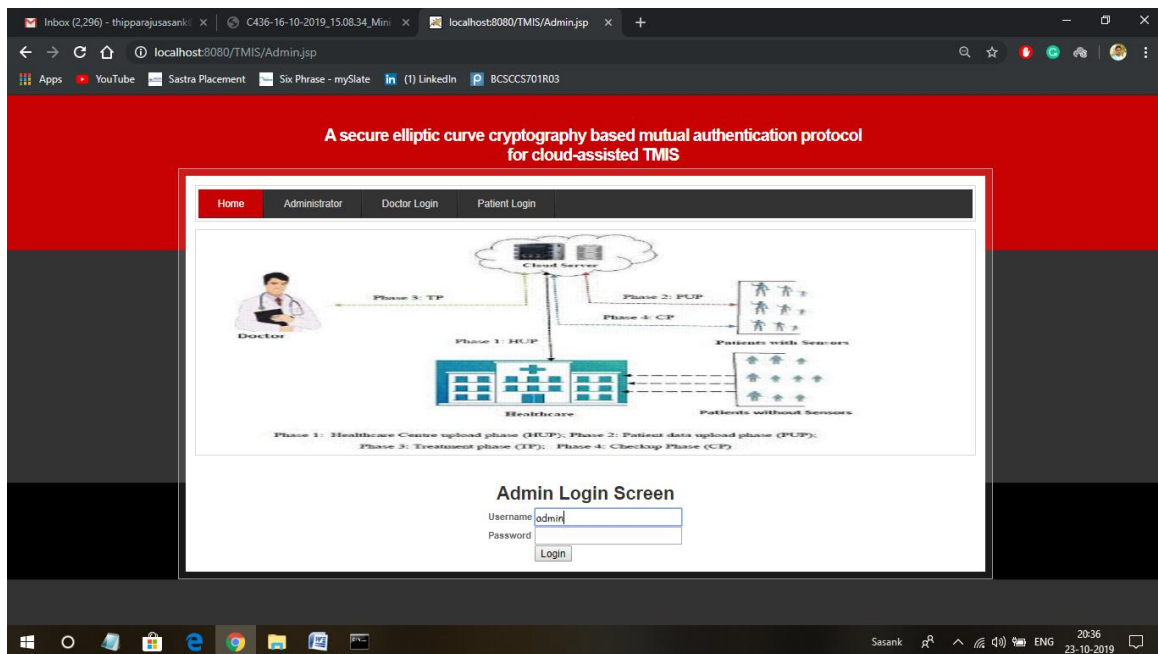 Inbox (2,296) - thipparajusasank
C436-16-10-2019_15.08.34_Mini
localhost:8080/TMIS/Admin.jsp
localhost:8080/TMIS/Admin.jsp
Apps YouTube Sastra Placement Six Phrase - mySlate (1) LinkedIn BCSCCS701R03
A secure elliptic curve cryptography based mutual authentication protocol
for cloud-assisted TMIS
Home Administrator Doctor Login Patient Login
Cloud Server
Phase 3: TP
Phase 2: PUP
Phase 4: CP
Doctor
Phase 1: HUP
Patients with Sensors
Healthcare
Patients without Sensors
Phase 1: Healthcare Centre upload phase (HUP); Phase 2: Patient data upload phase (PUP);
Phase 3: Treatment phase (TP); Phase 4: Checkup Phase (CP)
Admin Login Screen
Username admin
Password
Login
Sasank ENG 20:36
23-10-2019